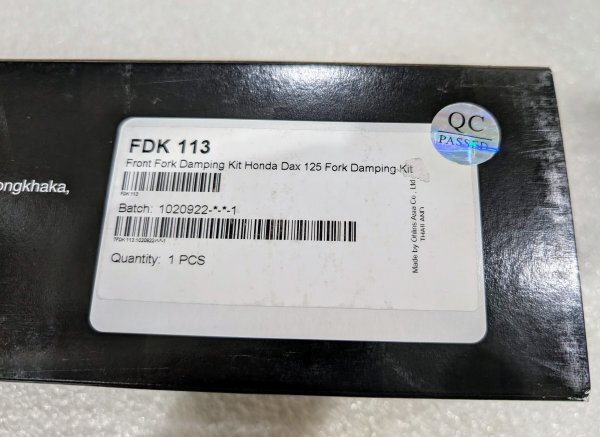 ongkhaka,
FDK 113
Front Fork Damping Kit Honda Dax 125 Fork Damping Kit
FDK 113
Batch: 1020922-*-*-1
Quantity: 1 PCS
Made by Ohlins Asia Co., Ltd
THAILAND
QC
PASSED